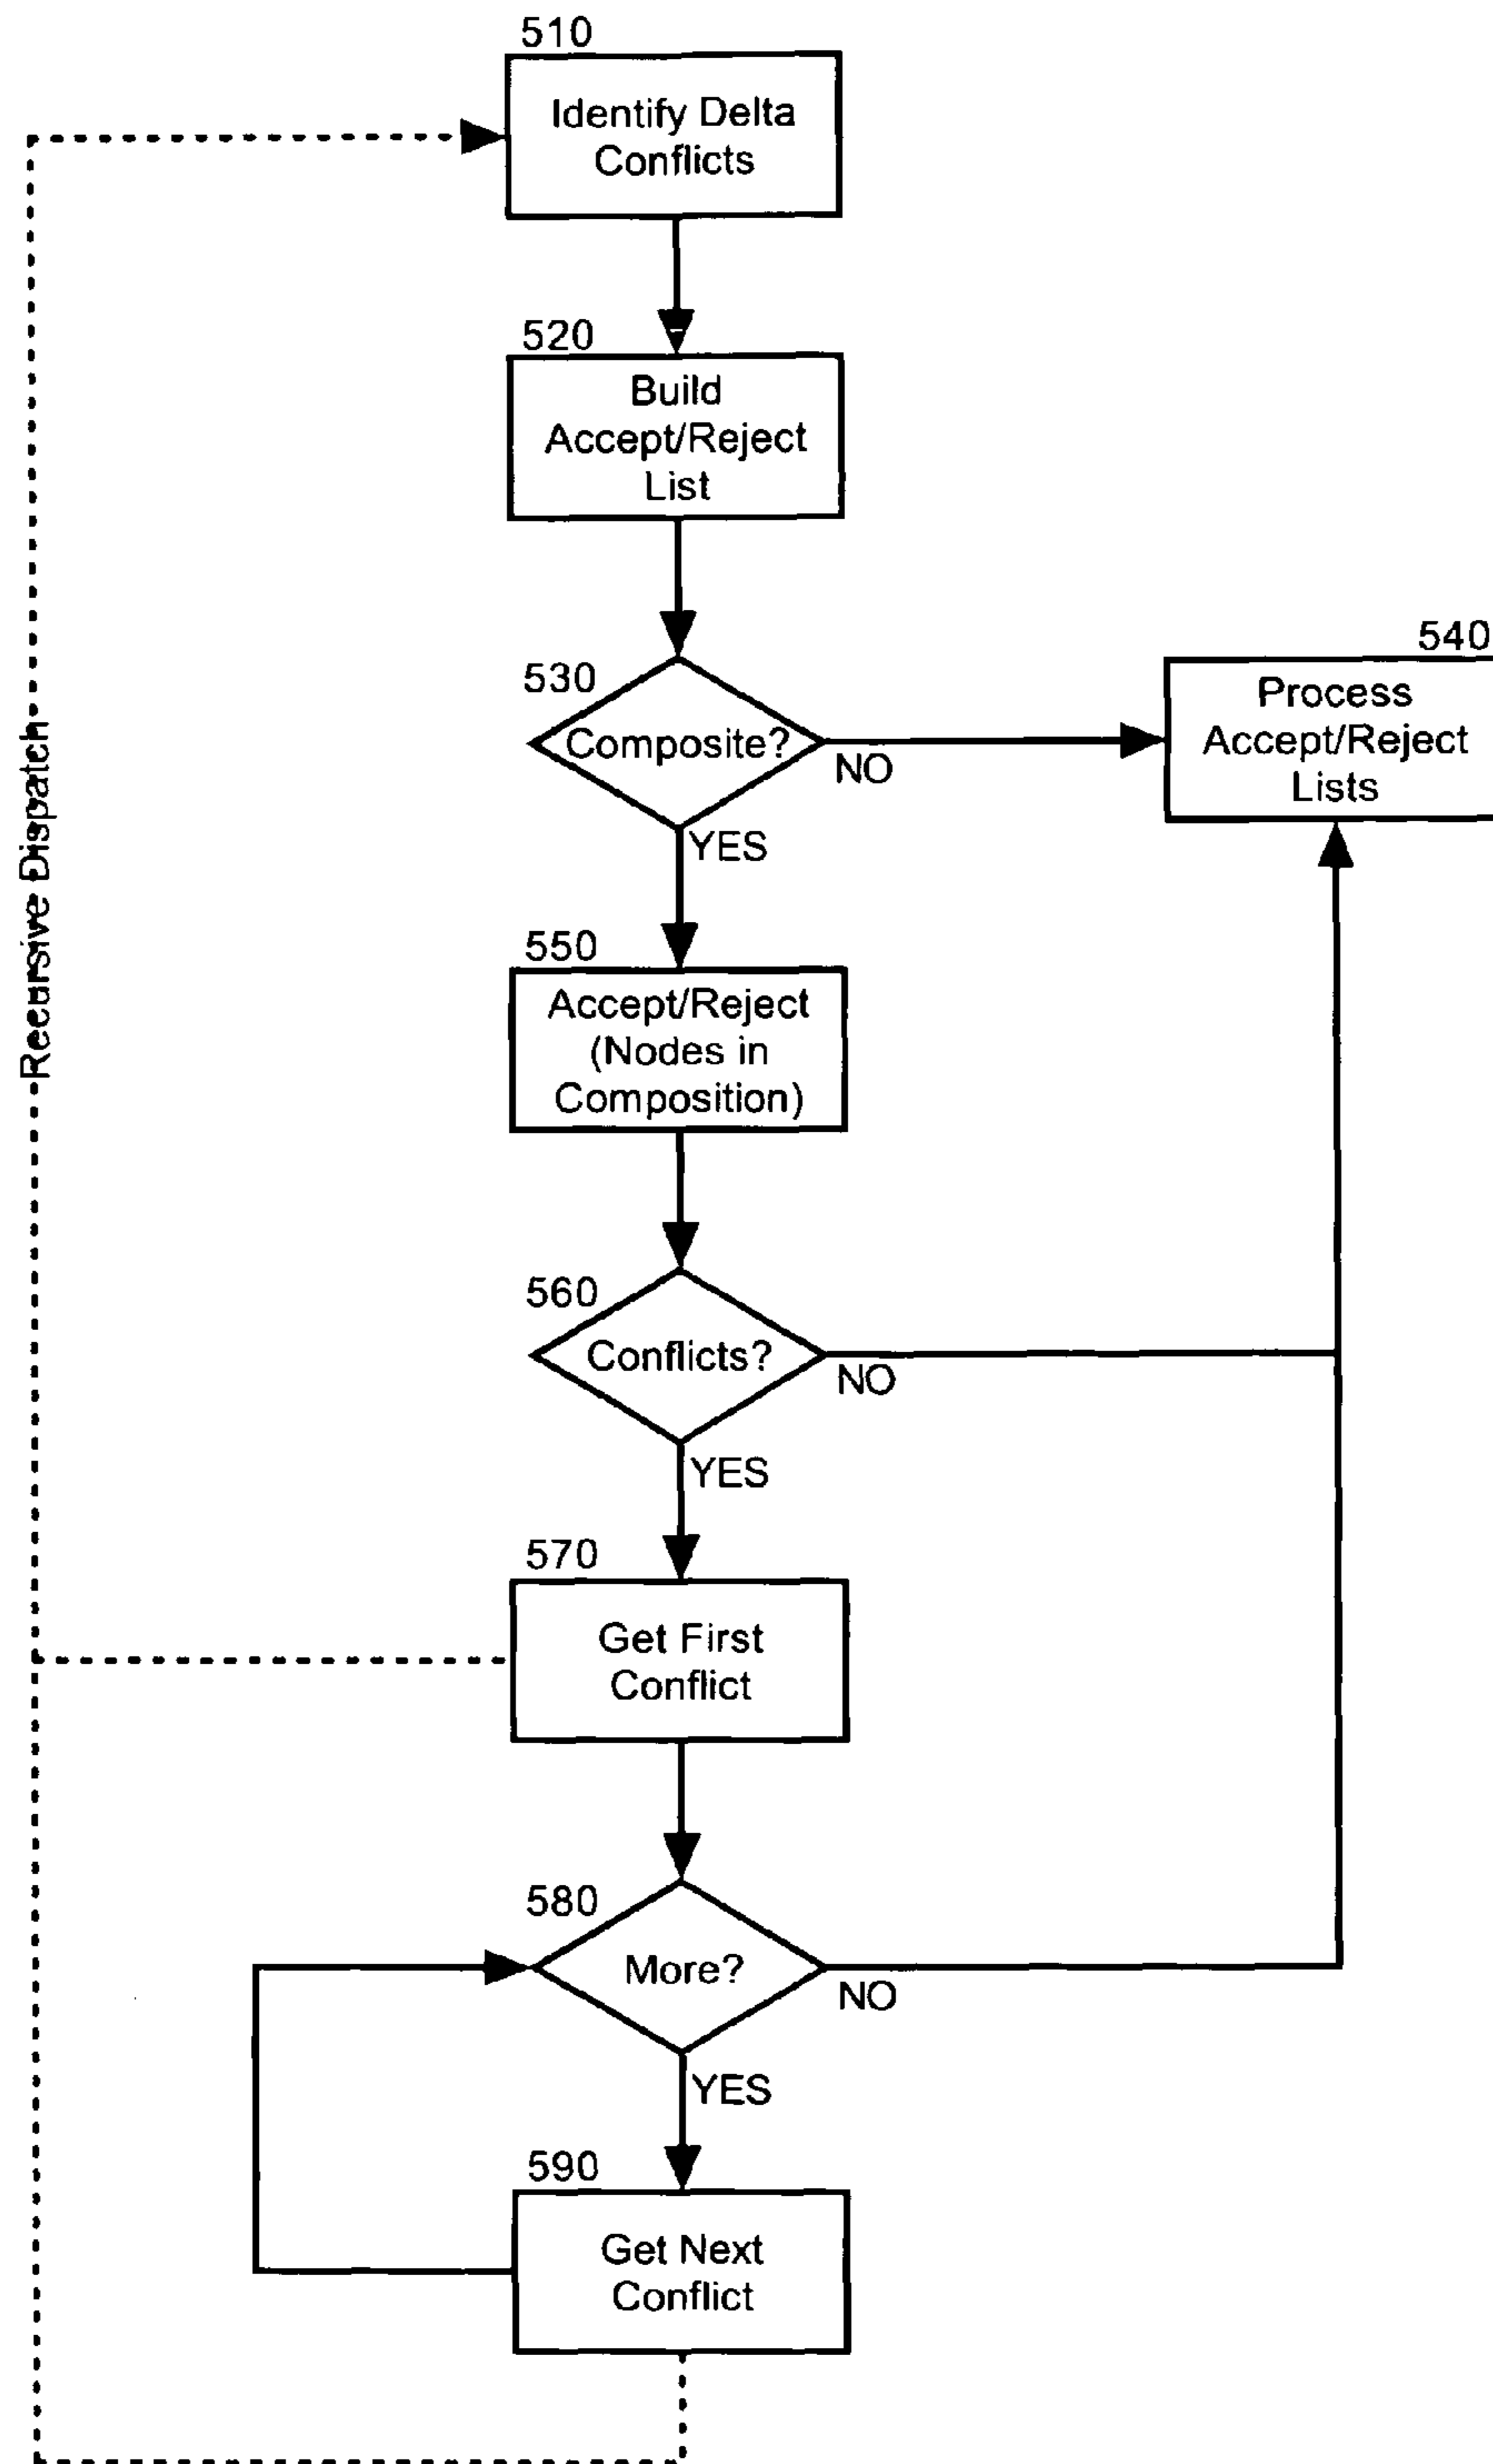 510
Identify Delta
Conflicts
520
Build
Accept/Reject
List
530
Composite?
NO
YES
540
Process
Accept/Reject
Lists
550
Accept/Reject
(Nodes in
Composition)
560
Conflicts?
NO
YES
570
Get First
Conflict
580
More?
NO
YES
590
Get Next
Conflict
Recursive Dispatch